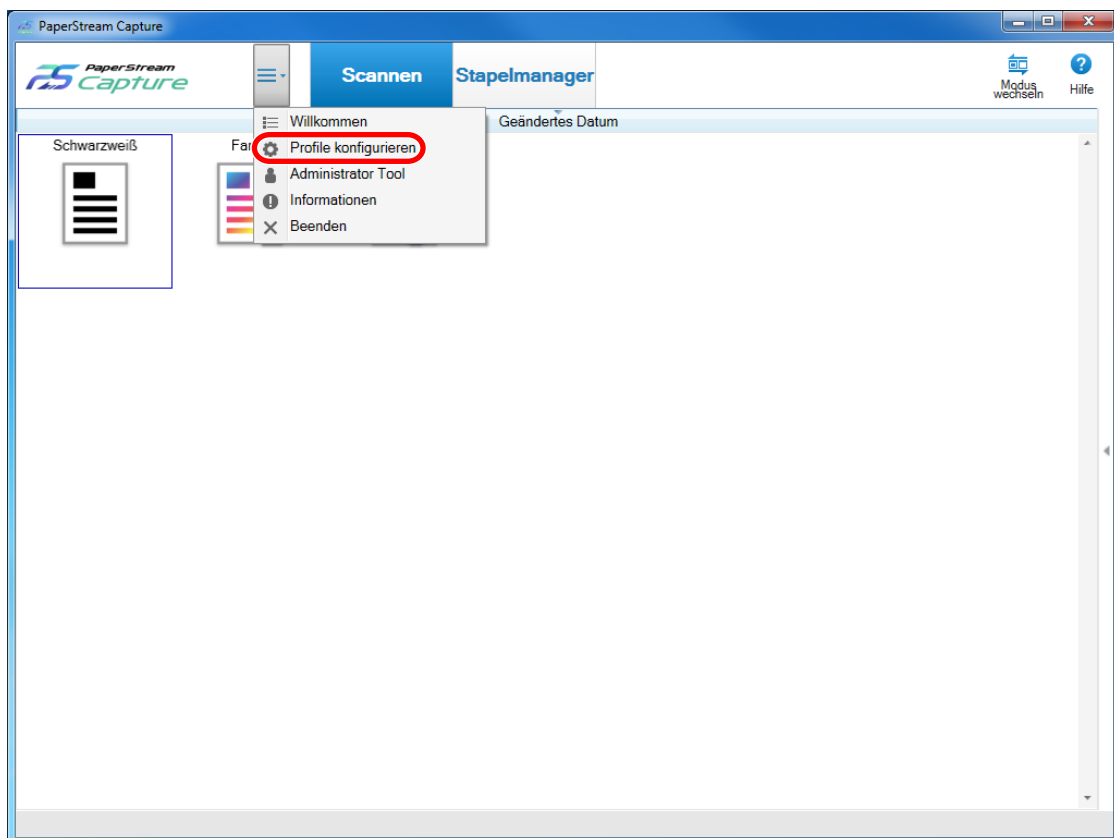 PaperStream Capture
PaperStream
Capture
Scannen
Stapelmanager
Modus
wechseln
Hilfe
Geändertes Datum
Willkommen
Profile konfigurieren
Administrator Tool
Informationen
Beenden
Schwarzweiß